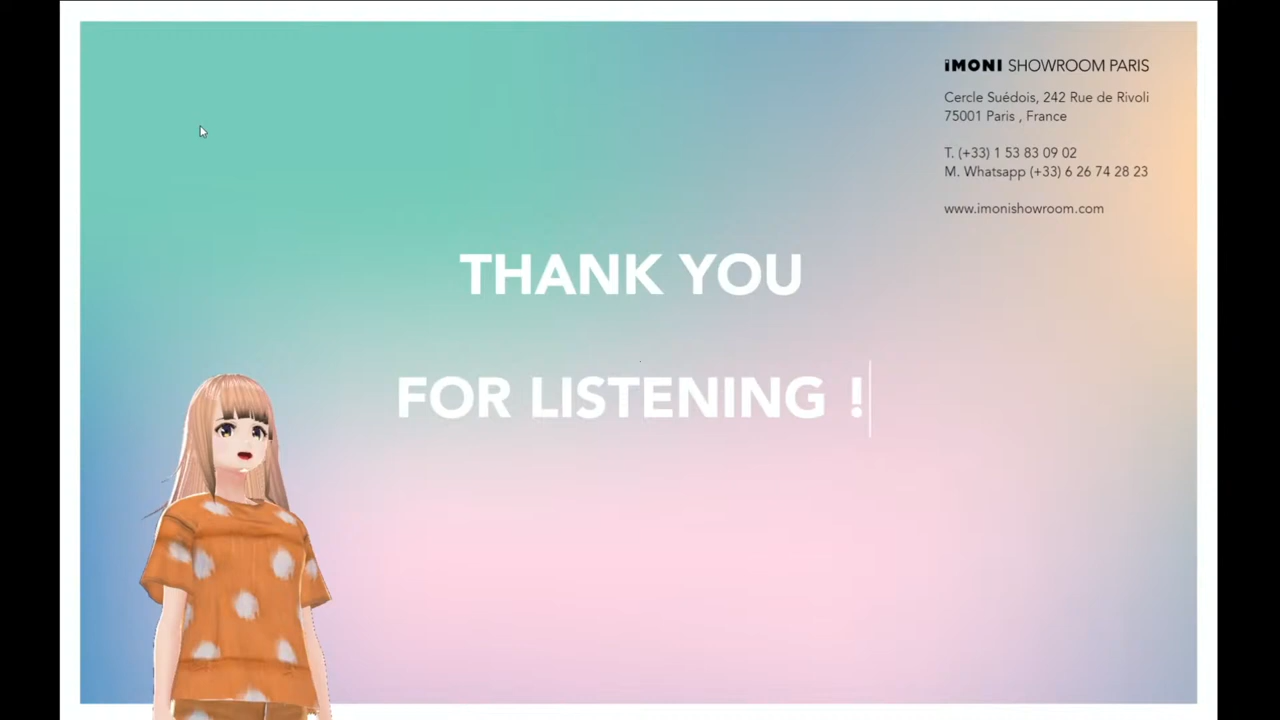 iMONI SHOWROOM PARIS
Cercle Suédois, 242 Rue de Rivoli
75001 Paris , France
T. (+33) 1 53 83 09 02
M. Whatsapp (+33) 6 26 74 28 23
www.imonishowroom.com
THANK YOU
FOR LISTENING !